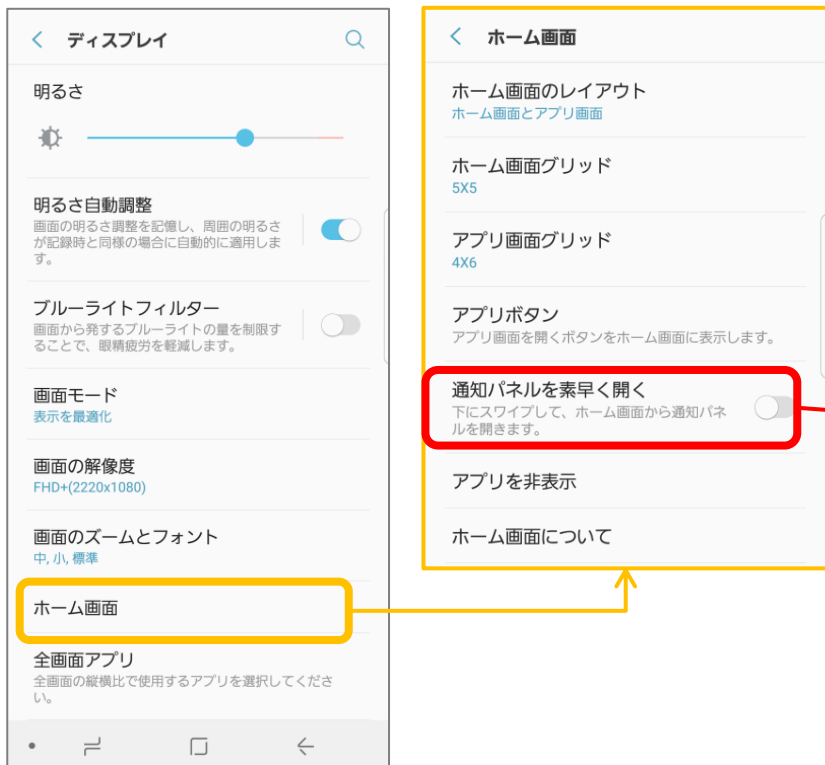 ディスプレイ
明るさ
明るさ自動調整
画面の明るさ調整を記憶し、周囲の明るさ
が記録時と同様の場合に自動的に適用しま
す。
ブルーライトフィルター
画面から発するブルーライトの量を制限す
ることで、眼精疲労を軽減します。
画面モード
表示を最適化
画面の解像度
FHD+(2220x1080)
画面のズームとフォント
中, 小, 標準
ホーム画面
全画面アプリ
全画面の縦横比で使用するアプリを選択してくださ
い。
ホーム画面
ホーム画面のレイアウト
ホーム画面とアプリ画面
ホーム画面グリッド
5X5
アプリ画面グリッド
4X6
アプリボタン
アプリ画面を開くボタンをホーム画面に表示します。
通知パネルを素早く開く
下にスワイプして、ホーム画面から通知パネ
ルを開きます。
アプリを非表示
ホーム画面について